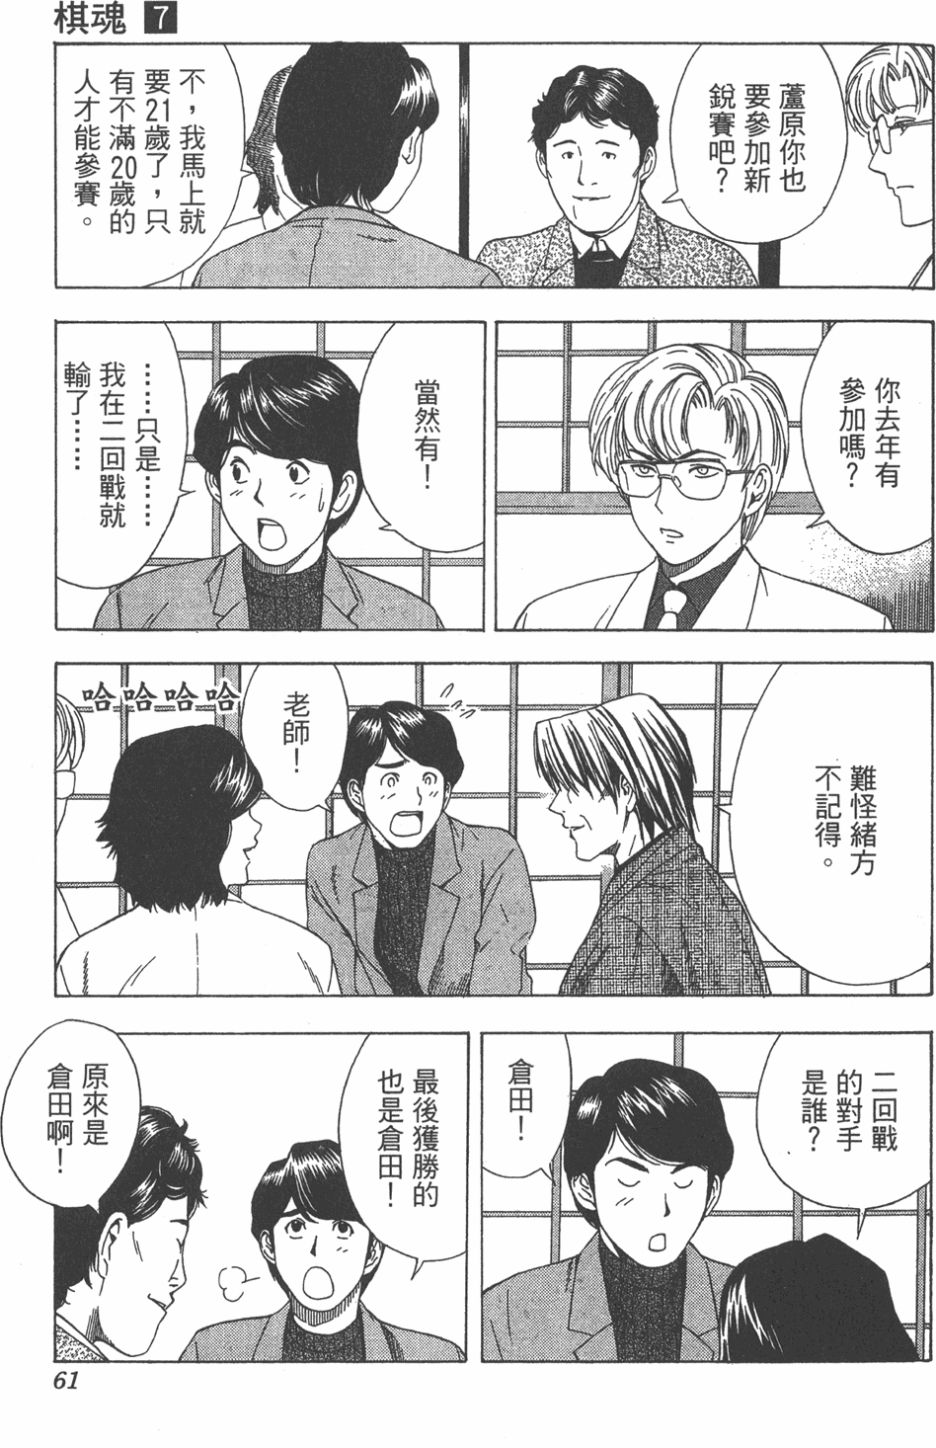 棋魂 7
蘆原你也
要參加新
銳賽吧？
不，我馬上就
要21歲了，只
有不滿20歲的
人才能參賽。
你去年有
參加嗎？
當然有！
……只是……
我在二回戰就
輸了……
難怪緒方
不記得。
老師！
哈哈哈哈
二回戰
的對手
是誰？
倉田！
最後獲勝的
也是倉田！
原來是
倉田啊！
61